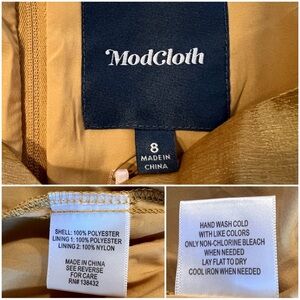 ModCloth
8
MADE IN
CHINA
SHELL: 100% POLYESTER
LINING 1: 100% POLYESTER
LINING 2: 100% NYLON
MADE IN CHINA
SEE REVERSE
FOR CARE
RN# 138432
HAND WASH COLD
WITH LIKE COLORS
ONLY NON-CHLORINE BLEACH
WHEN NEEDED
LAY FLAT TO DRY
COOL IRON WHEN NEEDED